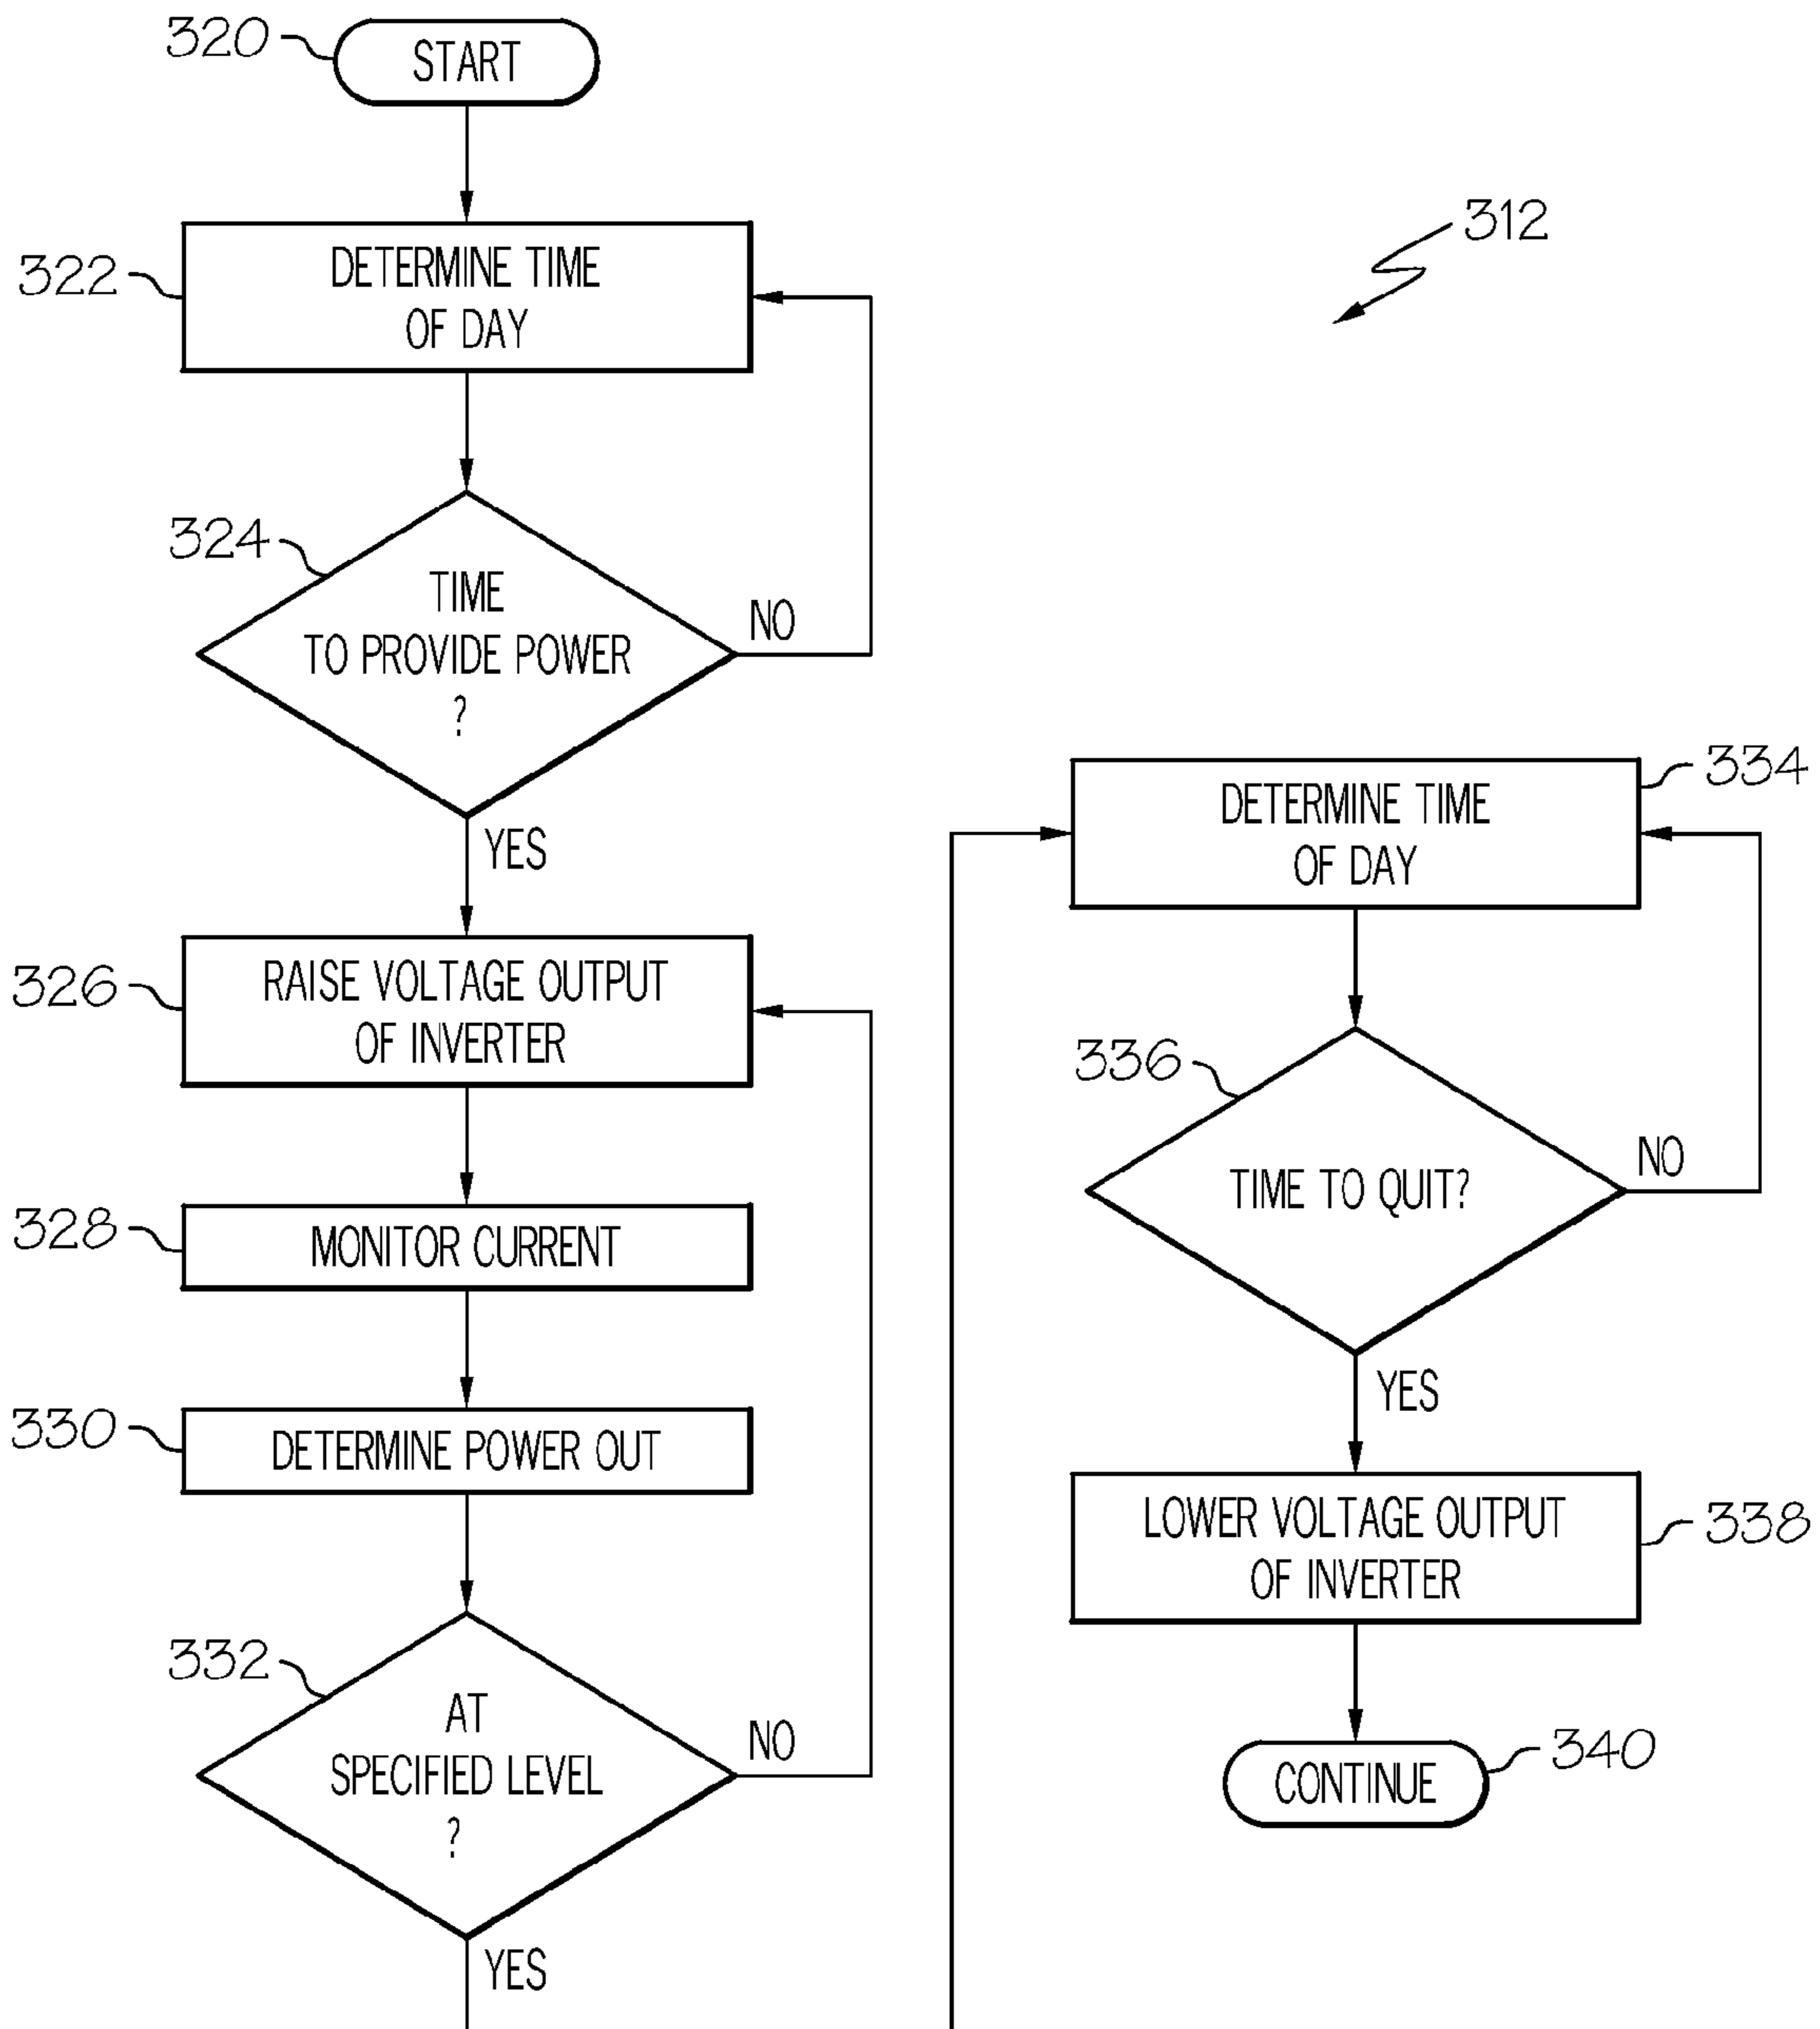 320
START
312
322
DETERMINE TIME
OF DAY
324
TIME
TO PROVIDE POWER
?
NO
YES
326
RAISE VOLTAGE OUTPUT
OF INVERTER
328
MONITOR CURRENT
330
DETERMINE POWER OUT
332
AT
SPECIFIED LEVEL
?
NO
YES
334
DETERMINE TIME
OF DAY
336
TIME TO QUIT?
NO
YES
338
LOWER VOLTAGE OUTPUT
OF INVERTER
340
CONTINUE